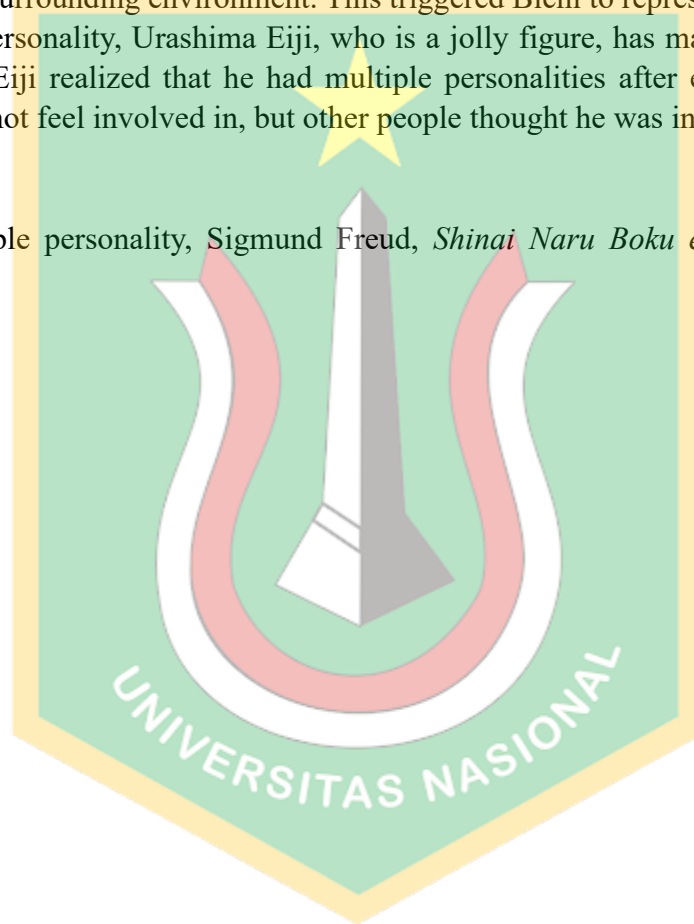 urrounding environment. This triggered to repres
ersonality, Urashima Eiji, who is a jolly figure, has ma
Eiji realized that he had multiple personalities after e
not feel involved in, but other people thought he was in
ple personality, Sigmund Freud, Shinai Naru Boku e
UNIVERSITAS NASIONAL